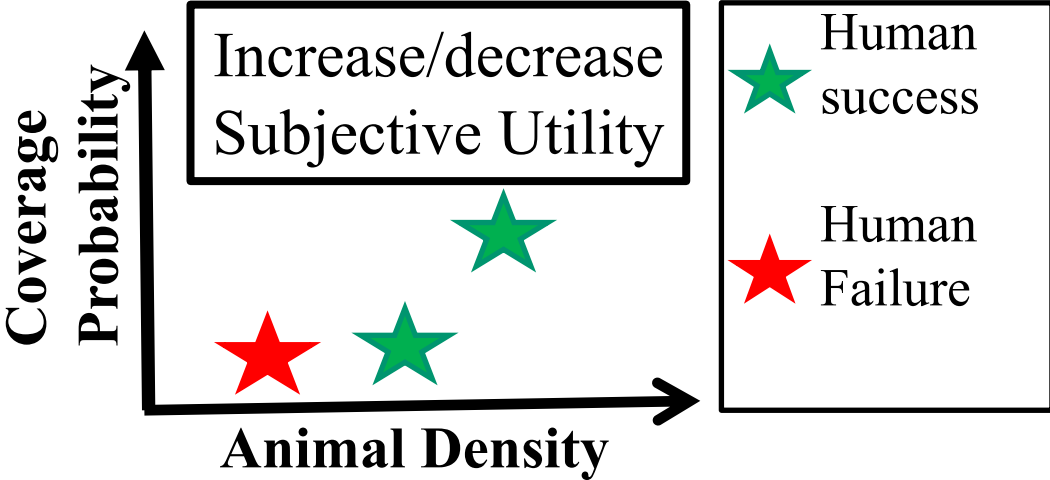 Increase/decrease
Subjective Utility
Coverage
Probability
Animal Density
Human
success
Human
Failure